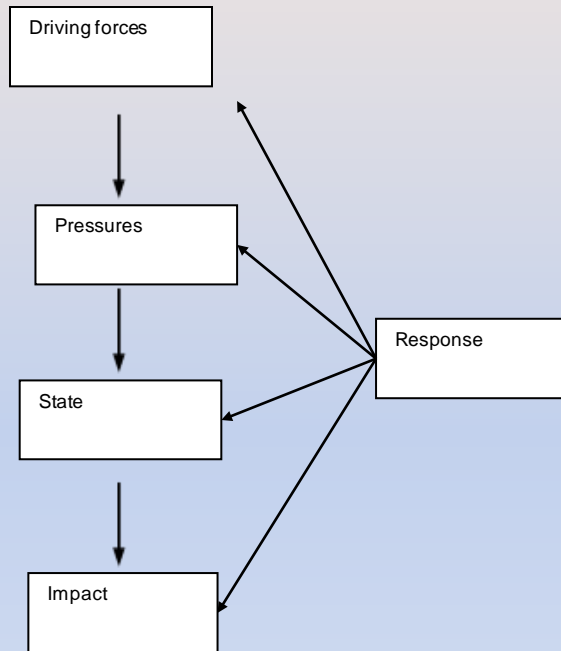 Driving forces
Pressures
Response
State
Impact